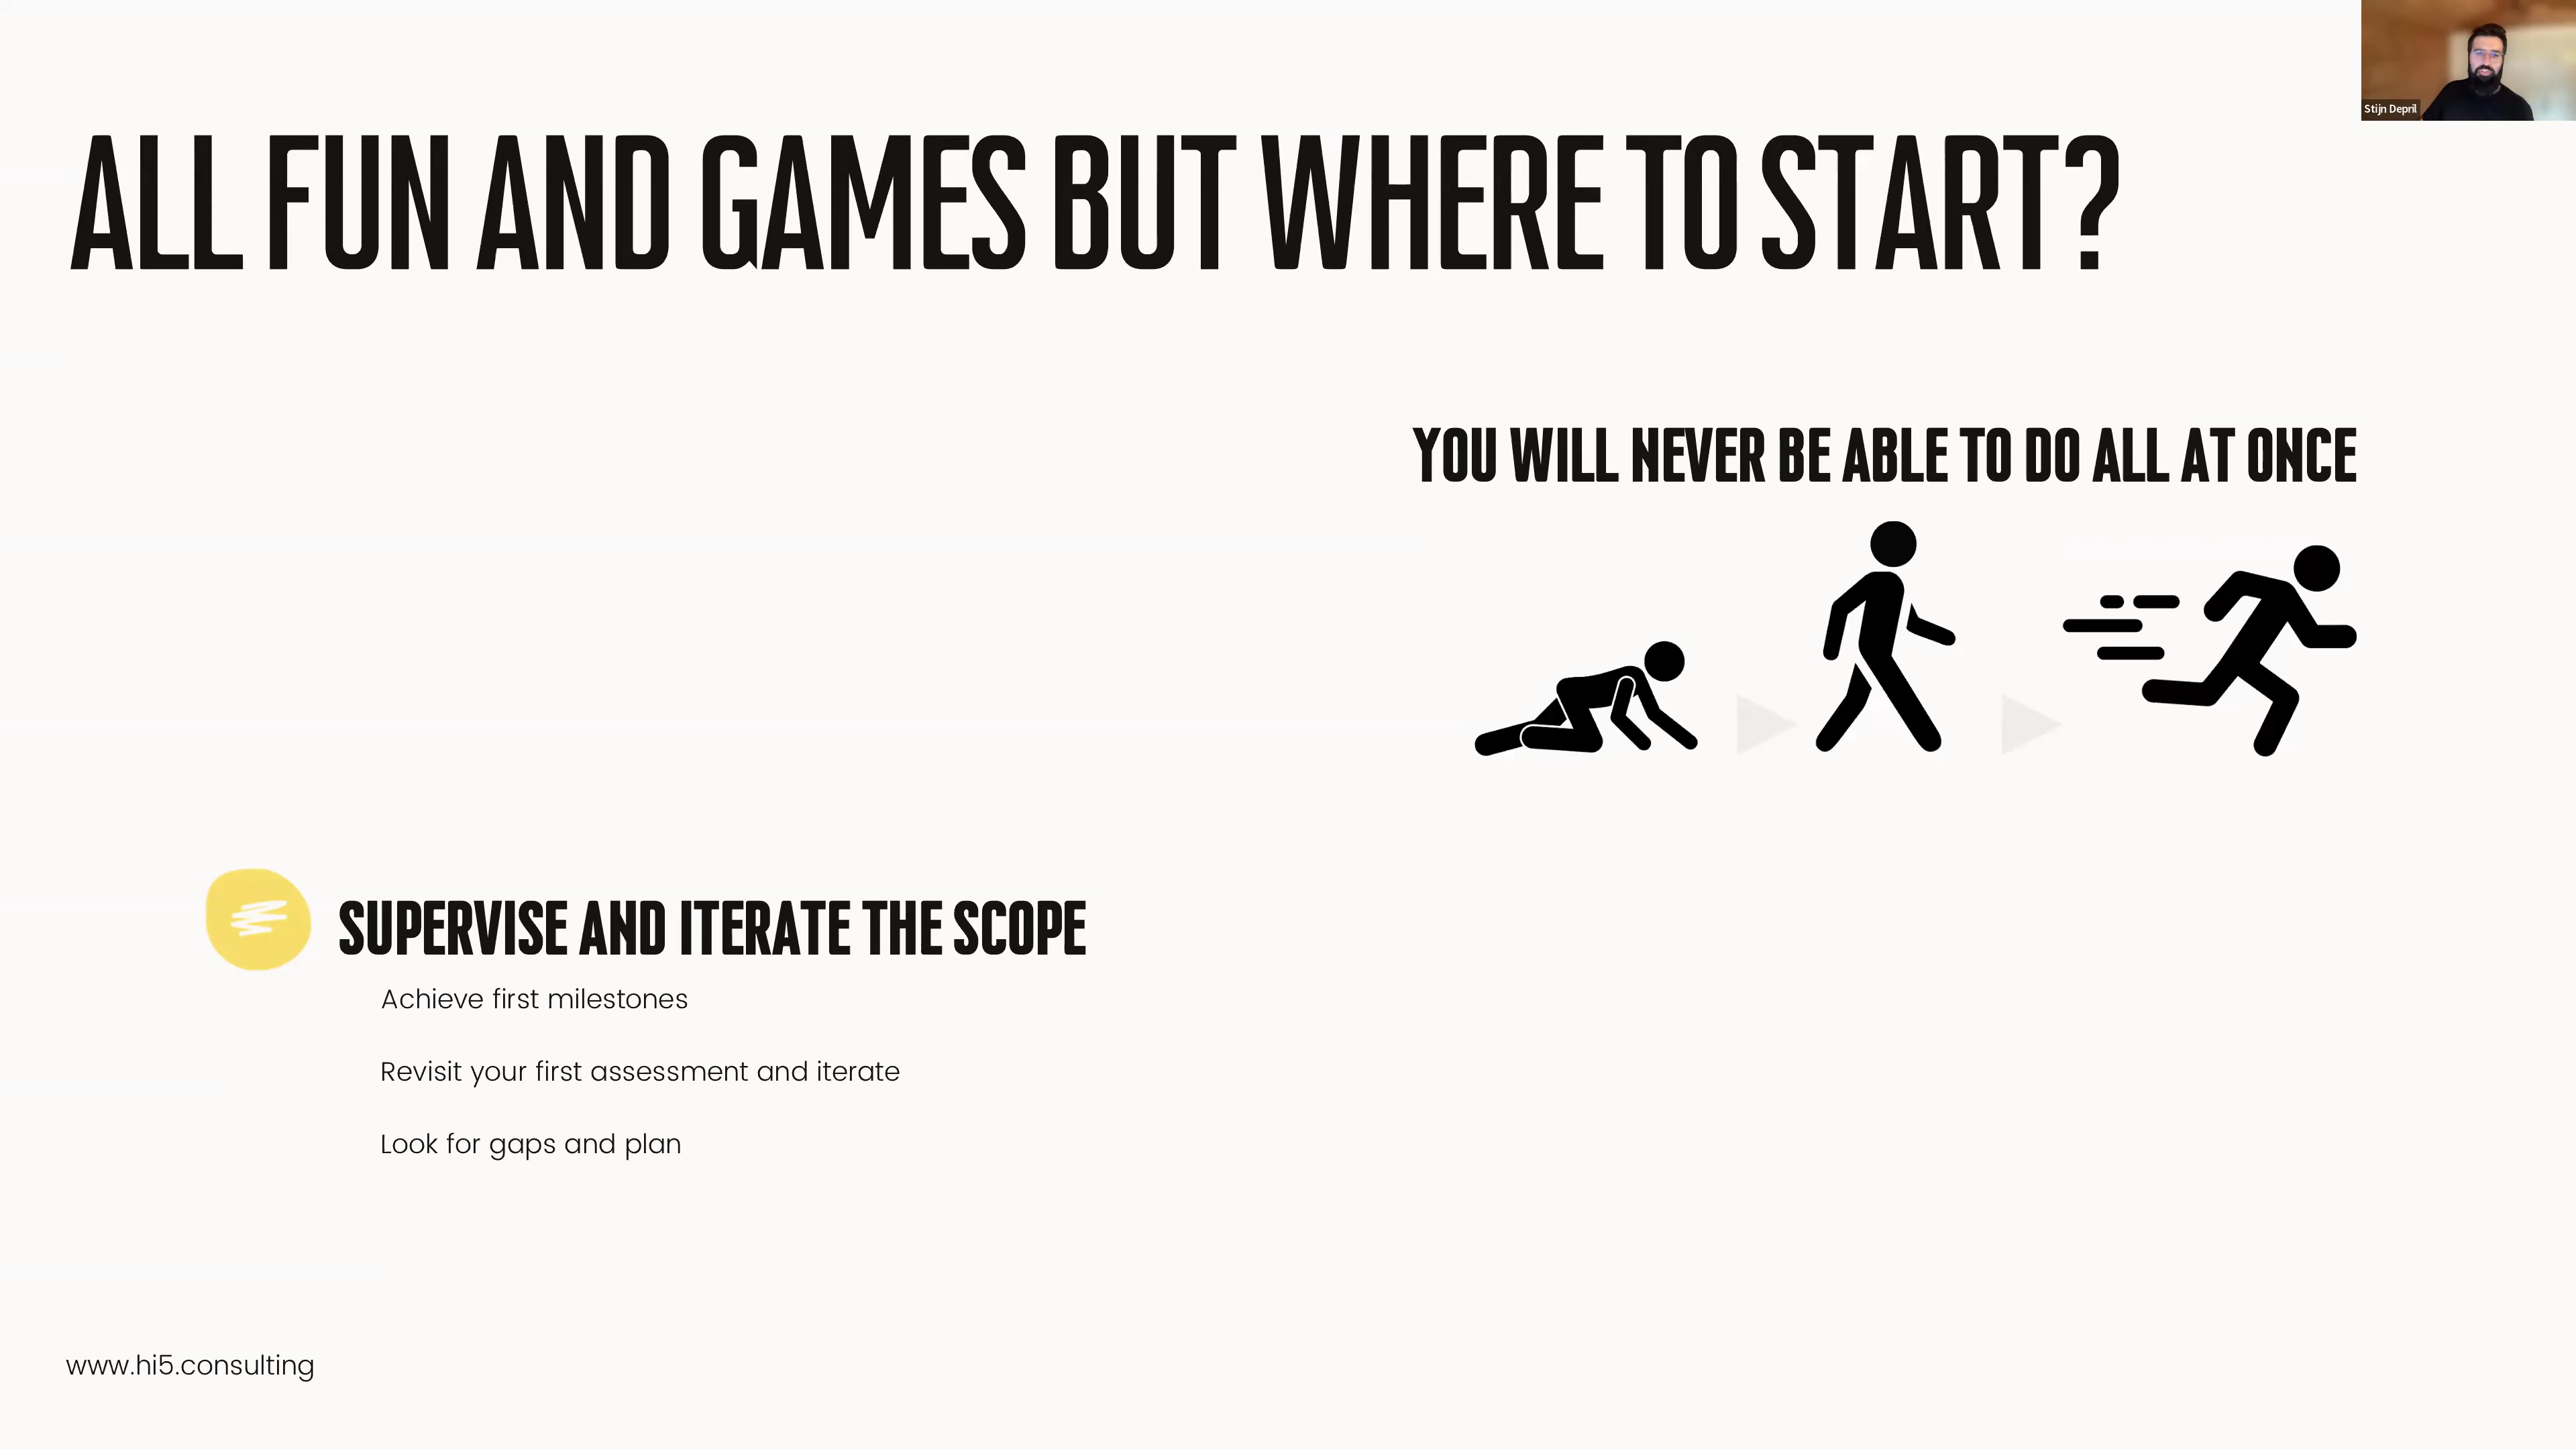 Stijn Depril
ALL FUN AND GAMES BUT WHERE TO START?
YOU WILL NEVER BE ABLE TO DO ALL AT ONCE
SUPERVISE AND ITERATE THE SCOPE
Achieve first milestones
Revisit your first assessment and iterate
Look for gaps and plan
www.hi5.consulting